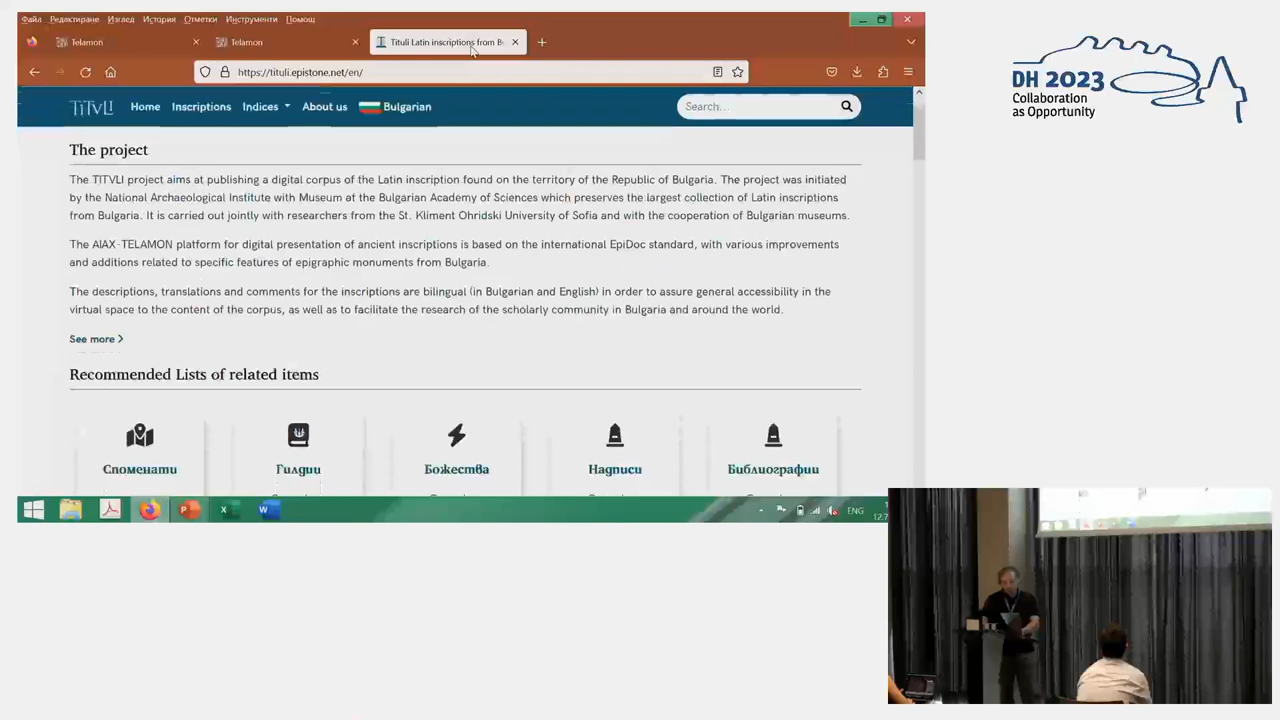 Файл Редактиране Изглед История Отметки Инструменти Помощ
Telamon
Telamon
Tituli Latin inscriptions from B
https://tituli.epistone.net/en/
TITVLI Home Inscriptions Indices About us Bulgarian Search...
The project
The TITVLI project aims at publishing a digital corpus of the Latin inscription found on the territory of the Republic of Bulgaria. The project was initiated
by the National Archaeological Institute with Museum at the Bulgarian Academy of Sciences which preserves the largest collection of Latin inscriptions
from Bulgaria. It is carried out jointly with researchers from the St. Kliment Ohridski University of Sofia and with the cooperation of Bulgarian museums.
The AIAX-TELAMON platform for digital presentation of ancient inscriptions is based on the international EpiDoc standard, with various improvements
and additions related to specific features of epigraphic monuments from Bulgaria.
The descriptions, translations and comments for the inscriptions are bilingual (in Bulgarian and English) in order to assure general accessibility in the
virtual space to the content of the corpus, as well as to facilitate the research of the scholarly community in Bulgaria and around the world.
See more
Recommended Lists of related items
Споменати Гилдии Божества Надписи Библиографии
ENG
DH 2023
Collaboration
as Opportunity